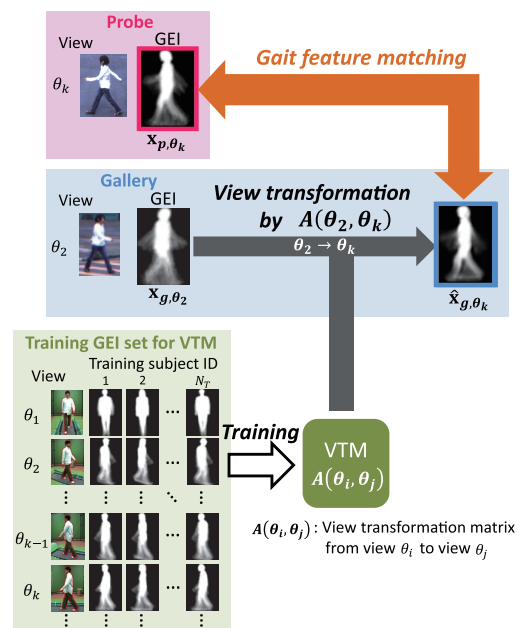 Probe
View
GEI
θₖ
𝐱ₚ,θₖ
Gait feature matching
Gallery
View
GEI
θ₂
𝐱g,θ₂
View transformation
by A(θ₂, θₖ)
θ₂ → θₖ
𝐱̂g,θₖ
Training GEI set for VTM
Training subject ID
View
1 2 ⋯ N_T
θ₁ ⋯
θ₂ ⋯
⋮ ⋮ ⋮ ⋱ ⋮
θₖ₋₁ ⋯
θₖ ⋯
⋮ ⋮ ⋮ ⋮
Training
VTM
A(θᵢ, θⱼ)
A(θᵢ, θⱼ) : View transformation matrix
from view θᵢ to view θⱼ